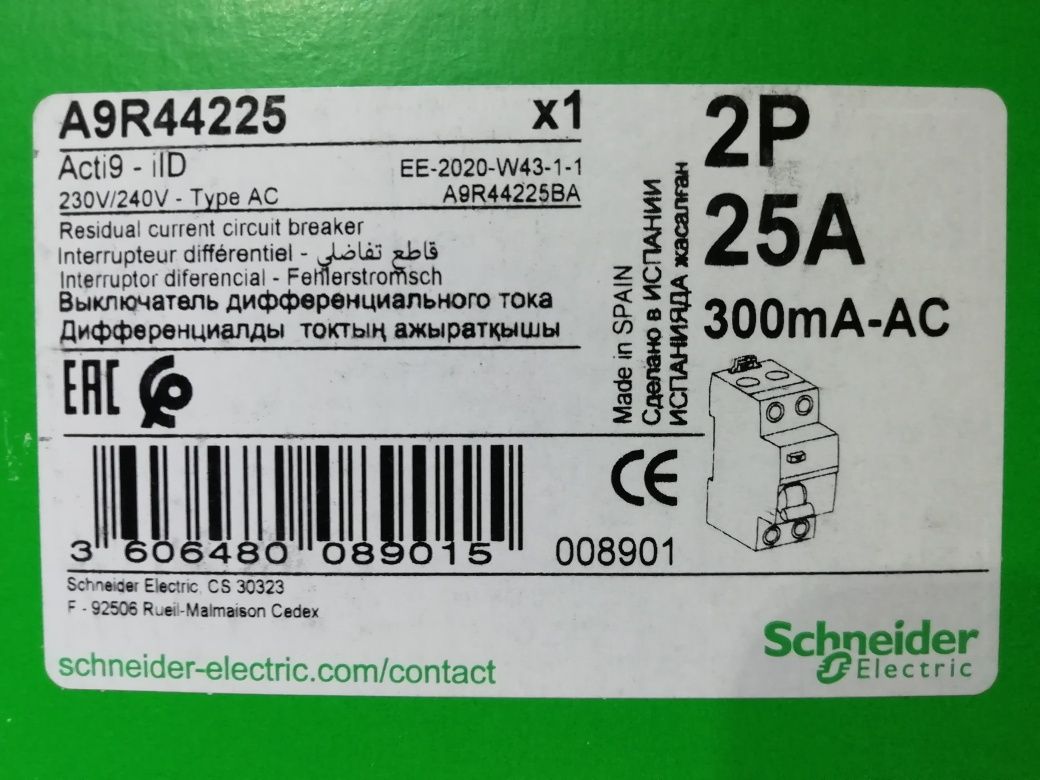 A9R44225 x1
Acti9 - iID EE-2020-W43-1-1
230V/240V - Type AC A9R44225BA
Residual current circuit breaker
Interrupteur différentiel - قاطع تفاضلي
Interruptor diferencial - Fehlerstromsch
Выключатель дифференциального тока
Дифференциалды токтың ажыратқышы
EAC
Made in SPAIN
Сделано в ИСПАНИИ
ИСПАНИЯДА жасалған
2P
25A
300mA-AC
CE
3 606480 089015 008901
Schneider Electric, CS 30323
F - 92506 Rueil-Malmaison Cedex
schneider-electric.com/contact
Schneider
Electric